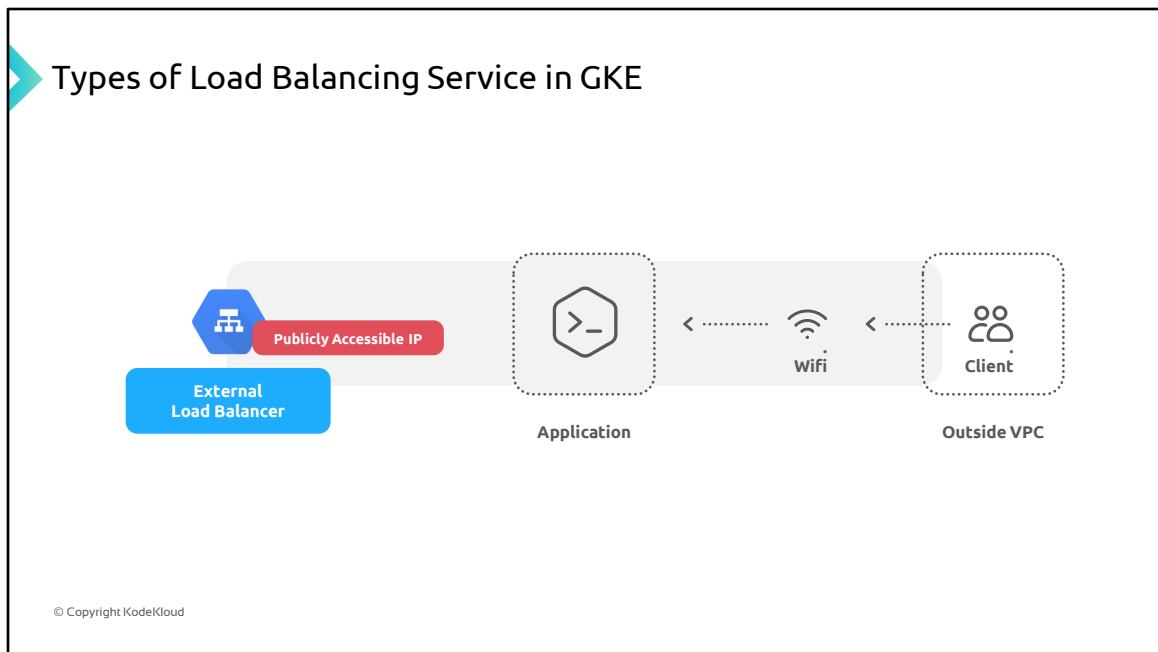 Types of Load Balancing Service in GKE
Publicly Accessible IP
External
Load Balancer
Application
Wifi
Client
Outside VPC
© Copyright KodeKloud